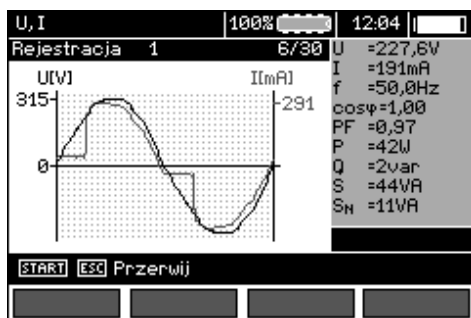 U,I 100% 12:04
Rejestracja 1 6/30
U[V] I[mA]
315 291
0
U =227,6V
I =191mA
f =50,0Hz
cosφ=1,00
PF =0,97
P =42W
Q =2var
S =44VA
SN =11VA
START ESC Przerwij